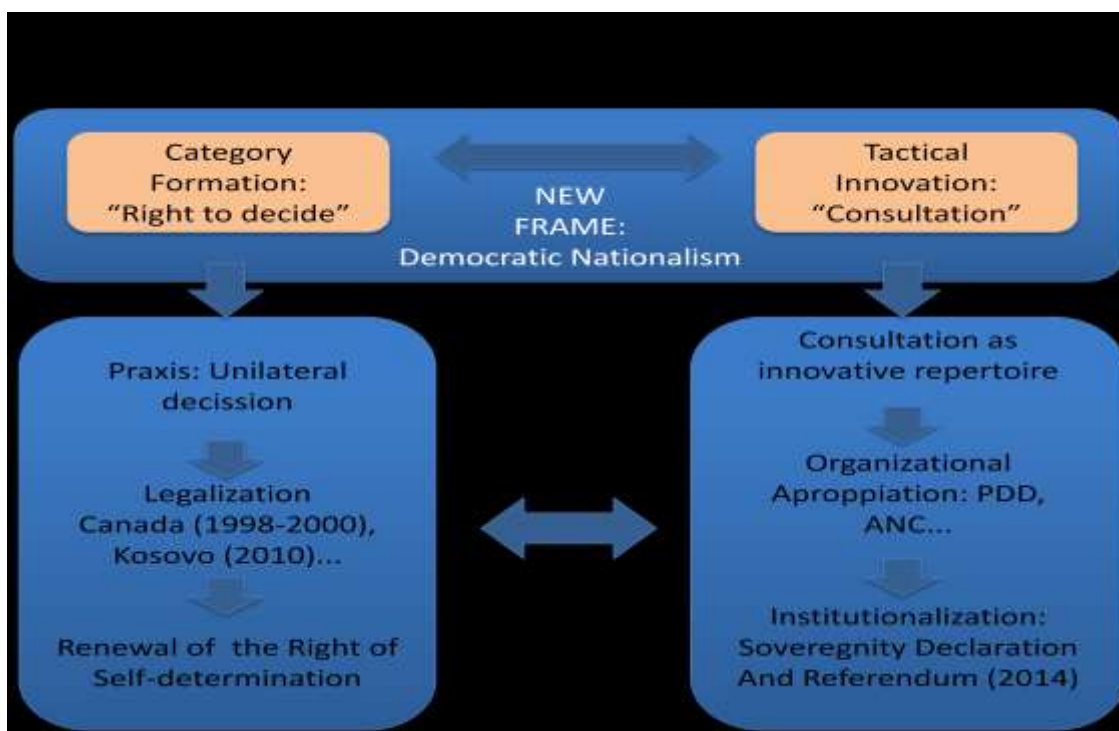 Category
Formation:
“Right to decide”
Tactical
Innovation:
“Consultation”
NEW
FRAME:
Democratic Nationalism
Praxis: Unilateral
decission
Legalization
Canada (1998-2000),
Kosovo (2010)...
Renewal of the Right of
Self-determination
Consultation as
innovative repertoire
Organizational
Aproppiation: PDD,
ANC...
Institutionalization:
Soveregnity Declaration
And Referendum (2014)